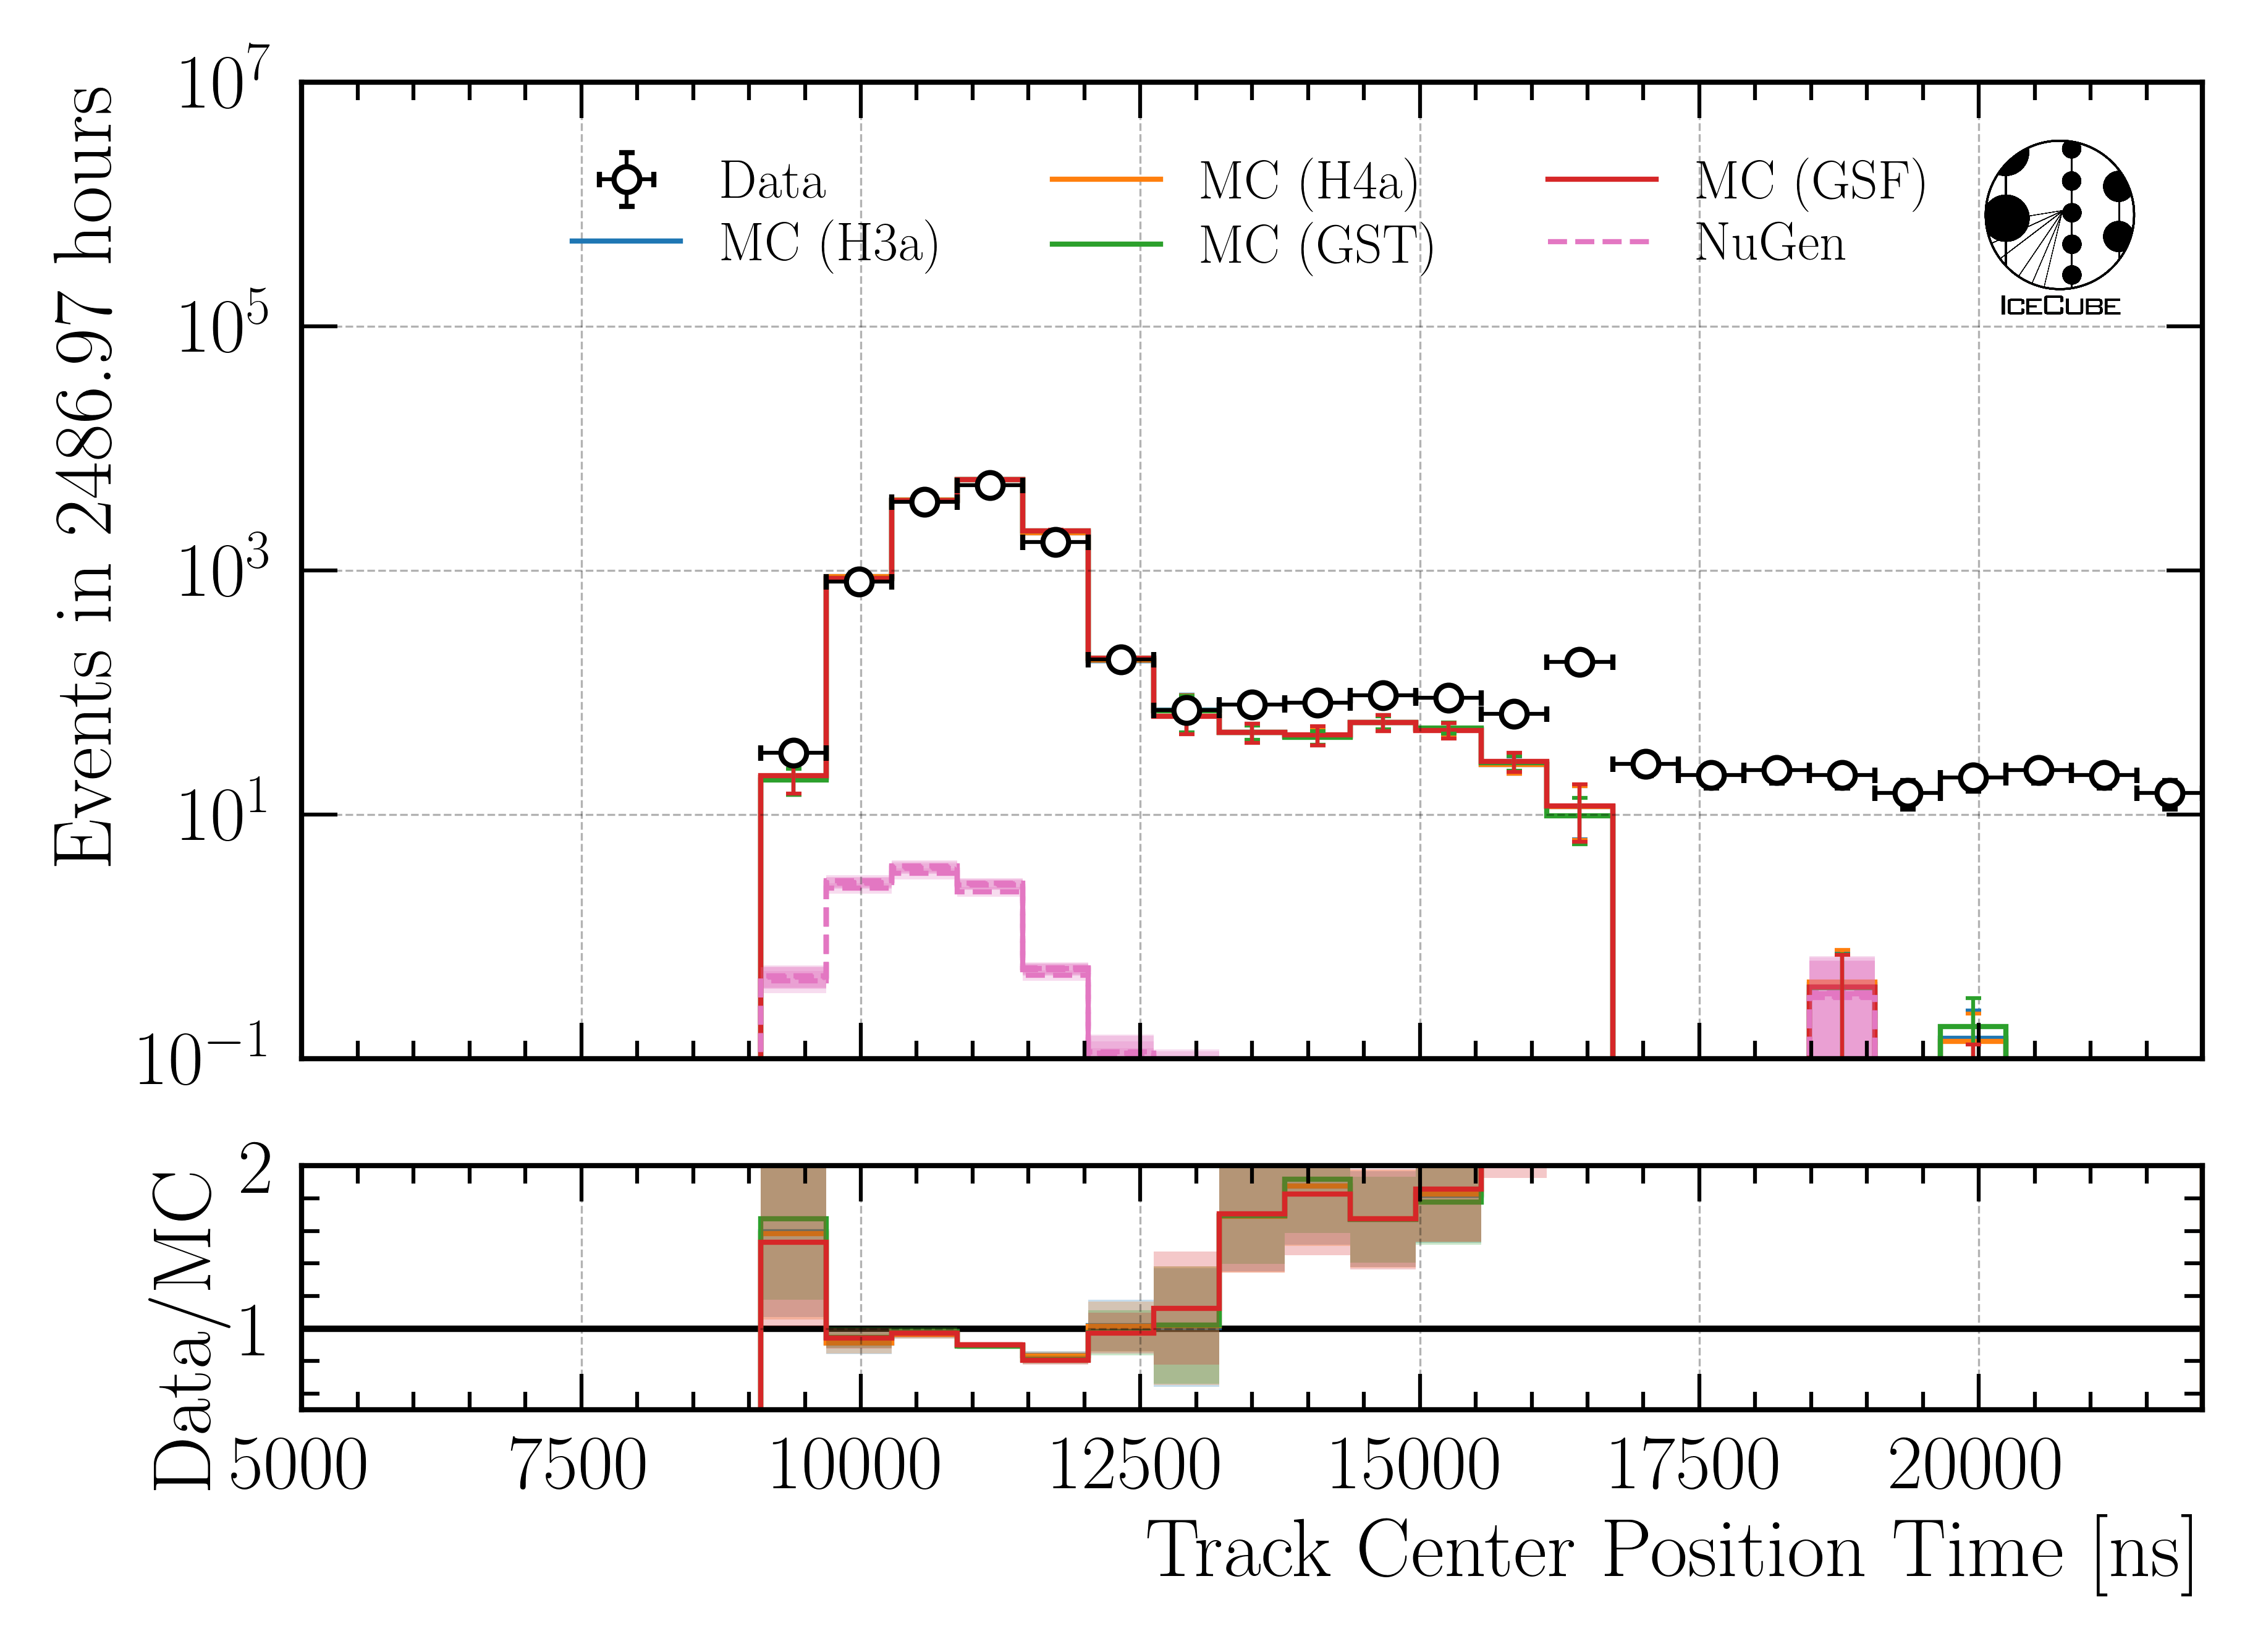 Events in 2486.97 hours
10^7
10^5
10^3
10^1
10^−1
Data
MC (H3a)
MC (H4a)
MC (GST)
MC (GSF)
NuGen
ICECUBE
Data/MC
2
1
5000 7500 10000 12500 15000 17500 20000
Track Center Position Time [ns]